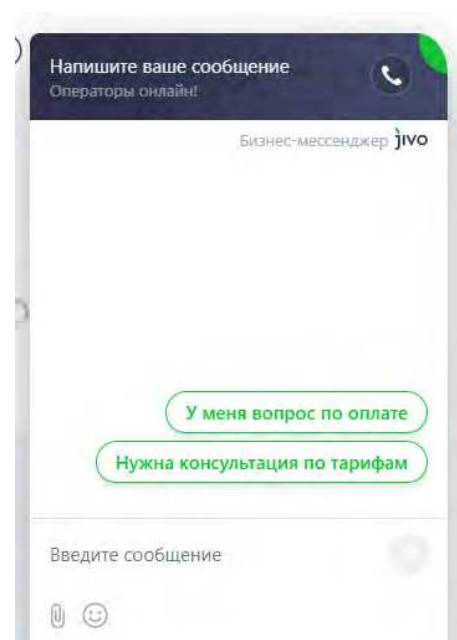 Напишите ваше сообщение
Операторы онлайн!
Бизнес-мессенджер jivo
У меня вопрос по оплате
Нужна консультация по тарифам
Введите сообщение